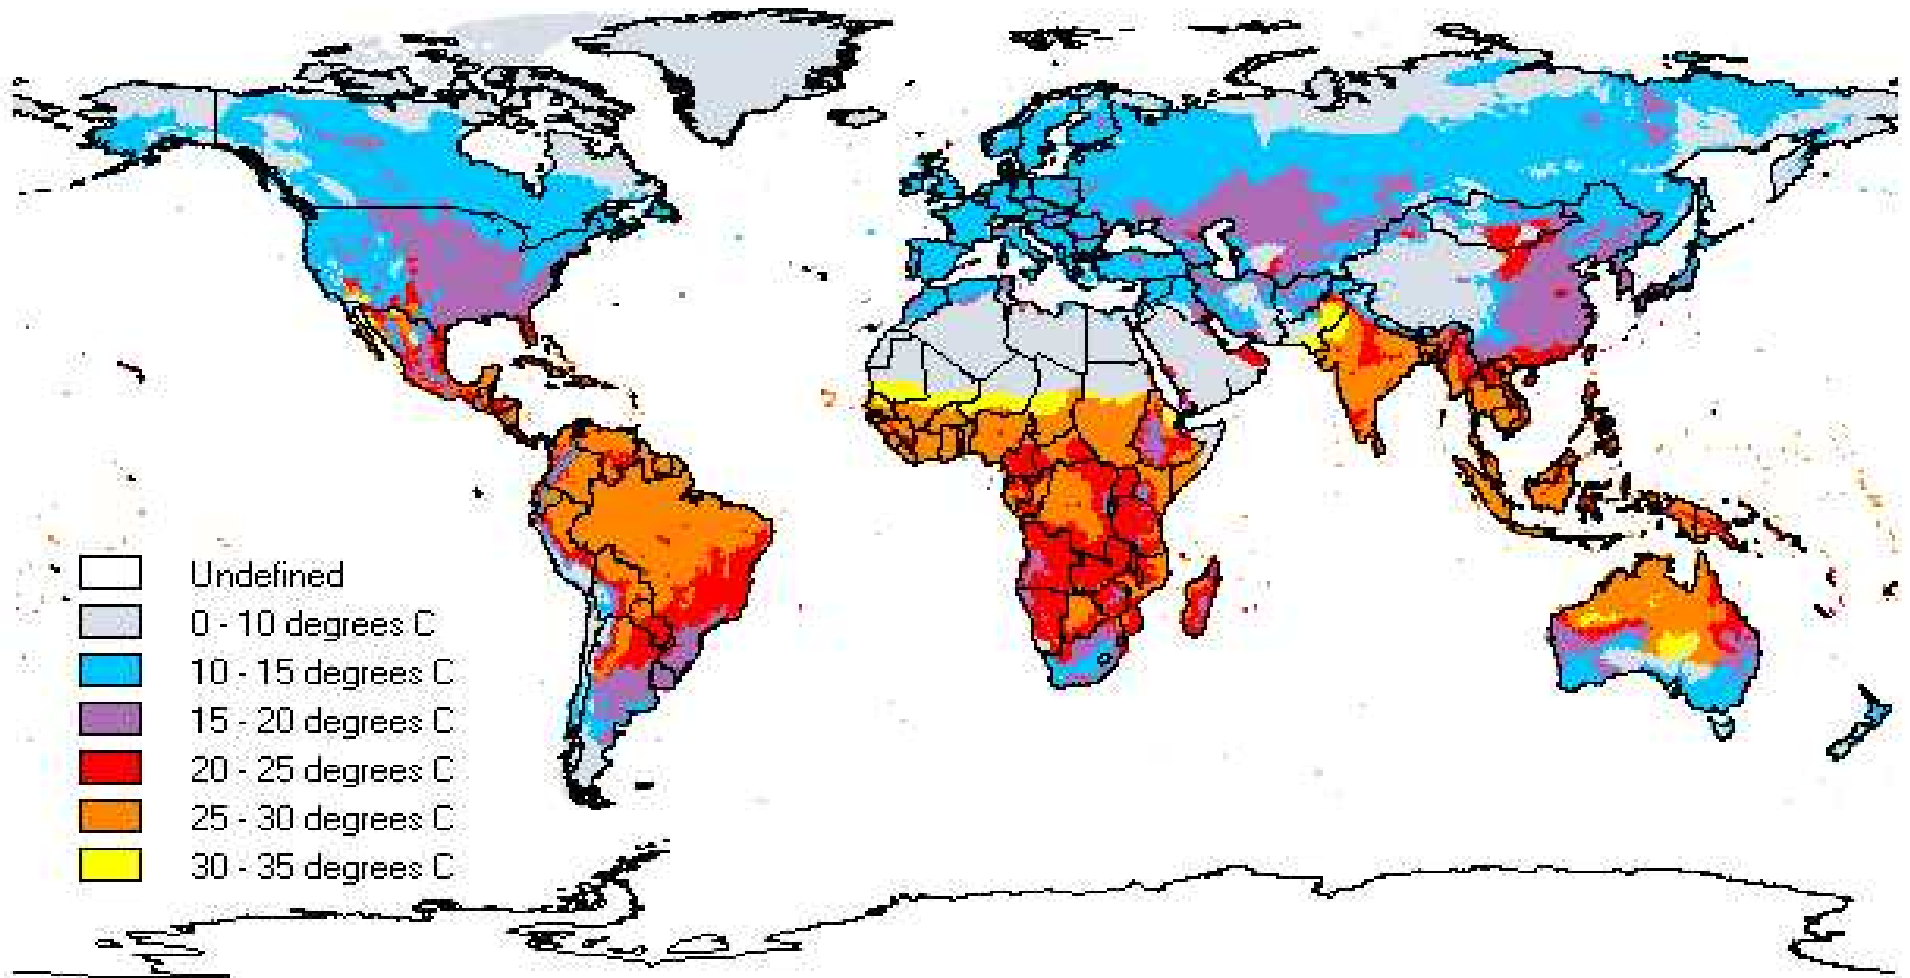 Undefined
0 - 10 degrees C
10 - 15 degrees C
15 - 20 degrees C
20 - 25 degrees C
25 - 30 degrees C
30 - 35 degrees C